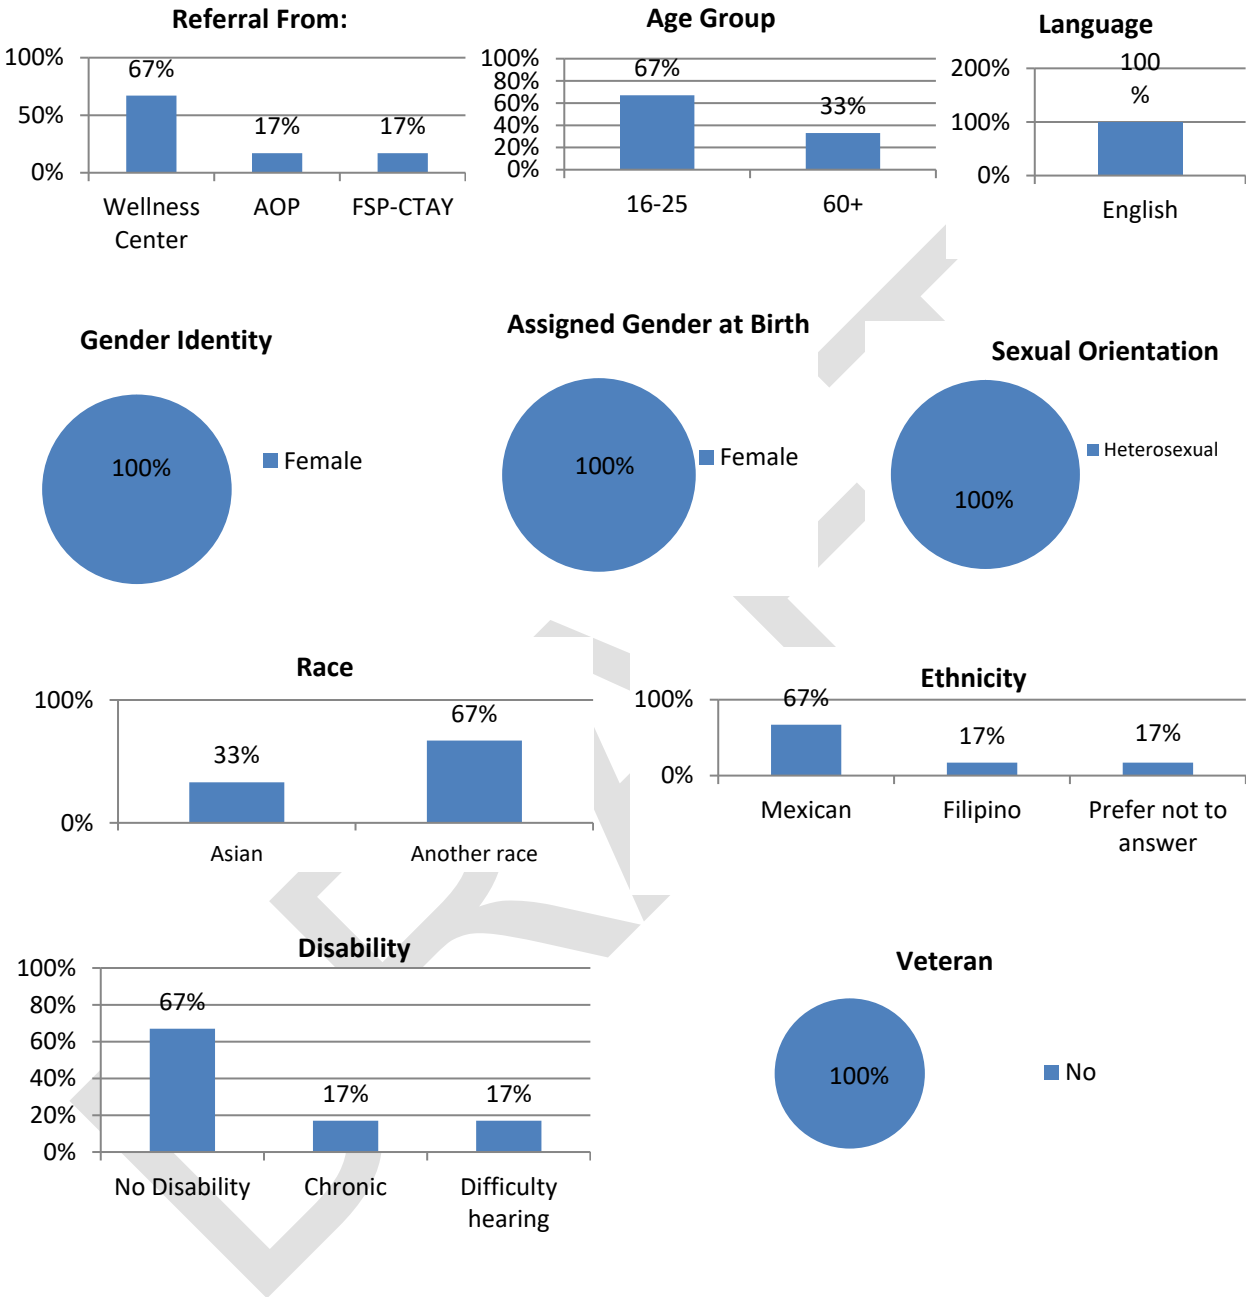 Referral From:
100%
50%
0%
67%
17%
17%
Wellness
Center
AOP
FSP-CTAY
Age Group
100%
80%
60%
40%
20%
0%
67%
33%
16-25
60+
Language
200%
100%
0%
100
%
English
Gender Identity
100%
Female
Assigned Gender at Birth
100%
Female
Sexual Orientation
100%
Heterosexual
Race
100%
0%
33%
67%
Asian
Another race
Ethnicity
100%
0%
67%
17%
17%
Mexican
Filipino
Prefer not to
answer
Disability
100%
80%
60%
40%
20%
0%
67%
17%
17%
No Disability
Chronic
Difficulty
hearing
Veteran
100%
No